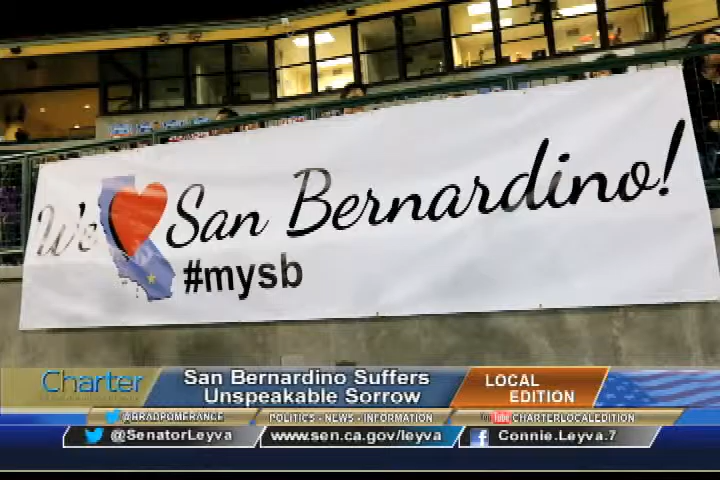 We San Bernardino!
#mysb
Charter
San Bernardino Suffers
Unspeakable Sorrow
LOCAL
EDITION
@BRADPOMERANCE
POLITICS - NEWS - INFORMATION
YouTube CHARTERLOCALEDITION
@SenatorLeyva
www.sen.ca.gov/leyva
f Connie.Leyva.7